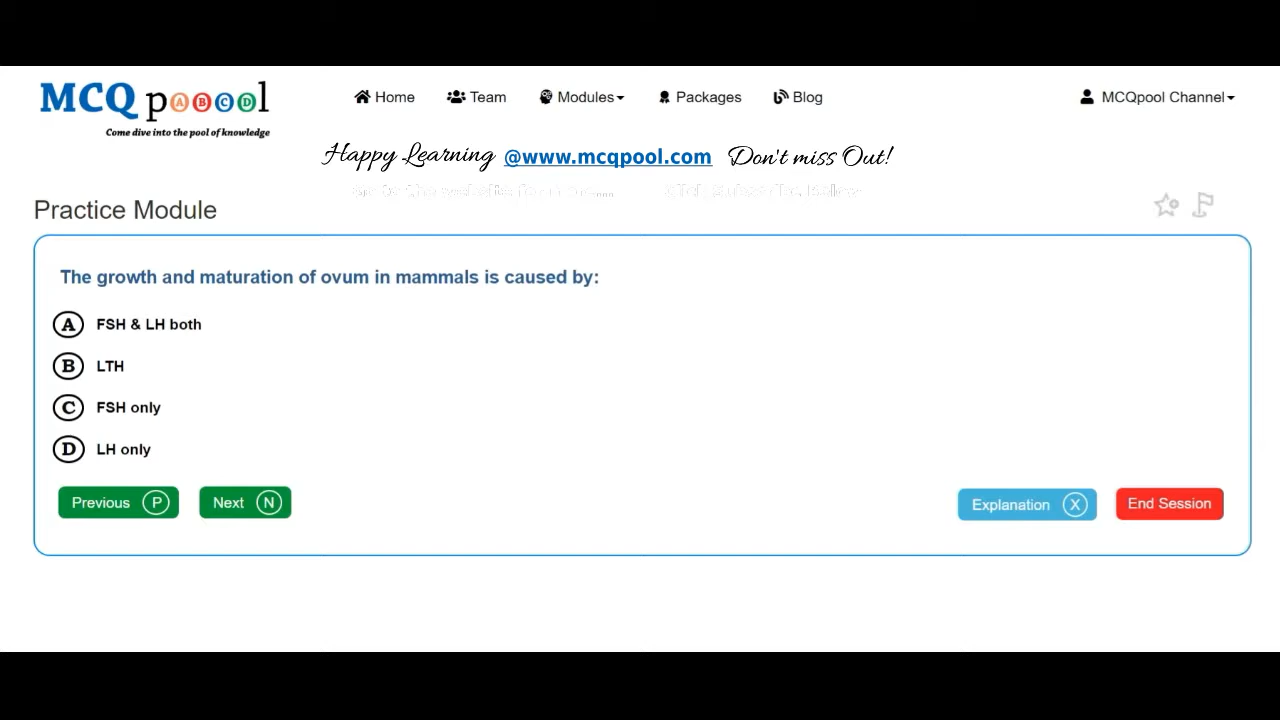 MCQ pooool
Come dive into the pool of knowledge
Home Team Modules Packages Blog MCQpool Channel
Happy Learning @www.mcqpool.com Don't miss Out!
Practice Module
The growth and maturation of ovum in mammals is caused by:
A FSH & LH both
B LTH
C FSH only
D LH only
Previous P Next N Explanation X End Session